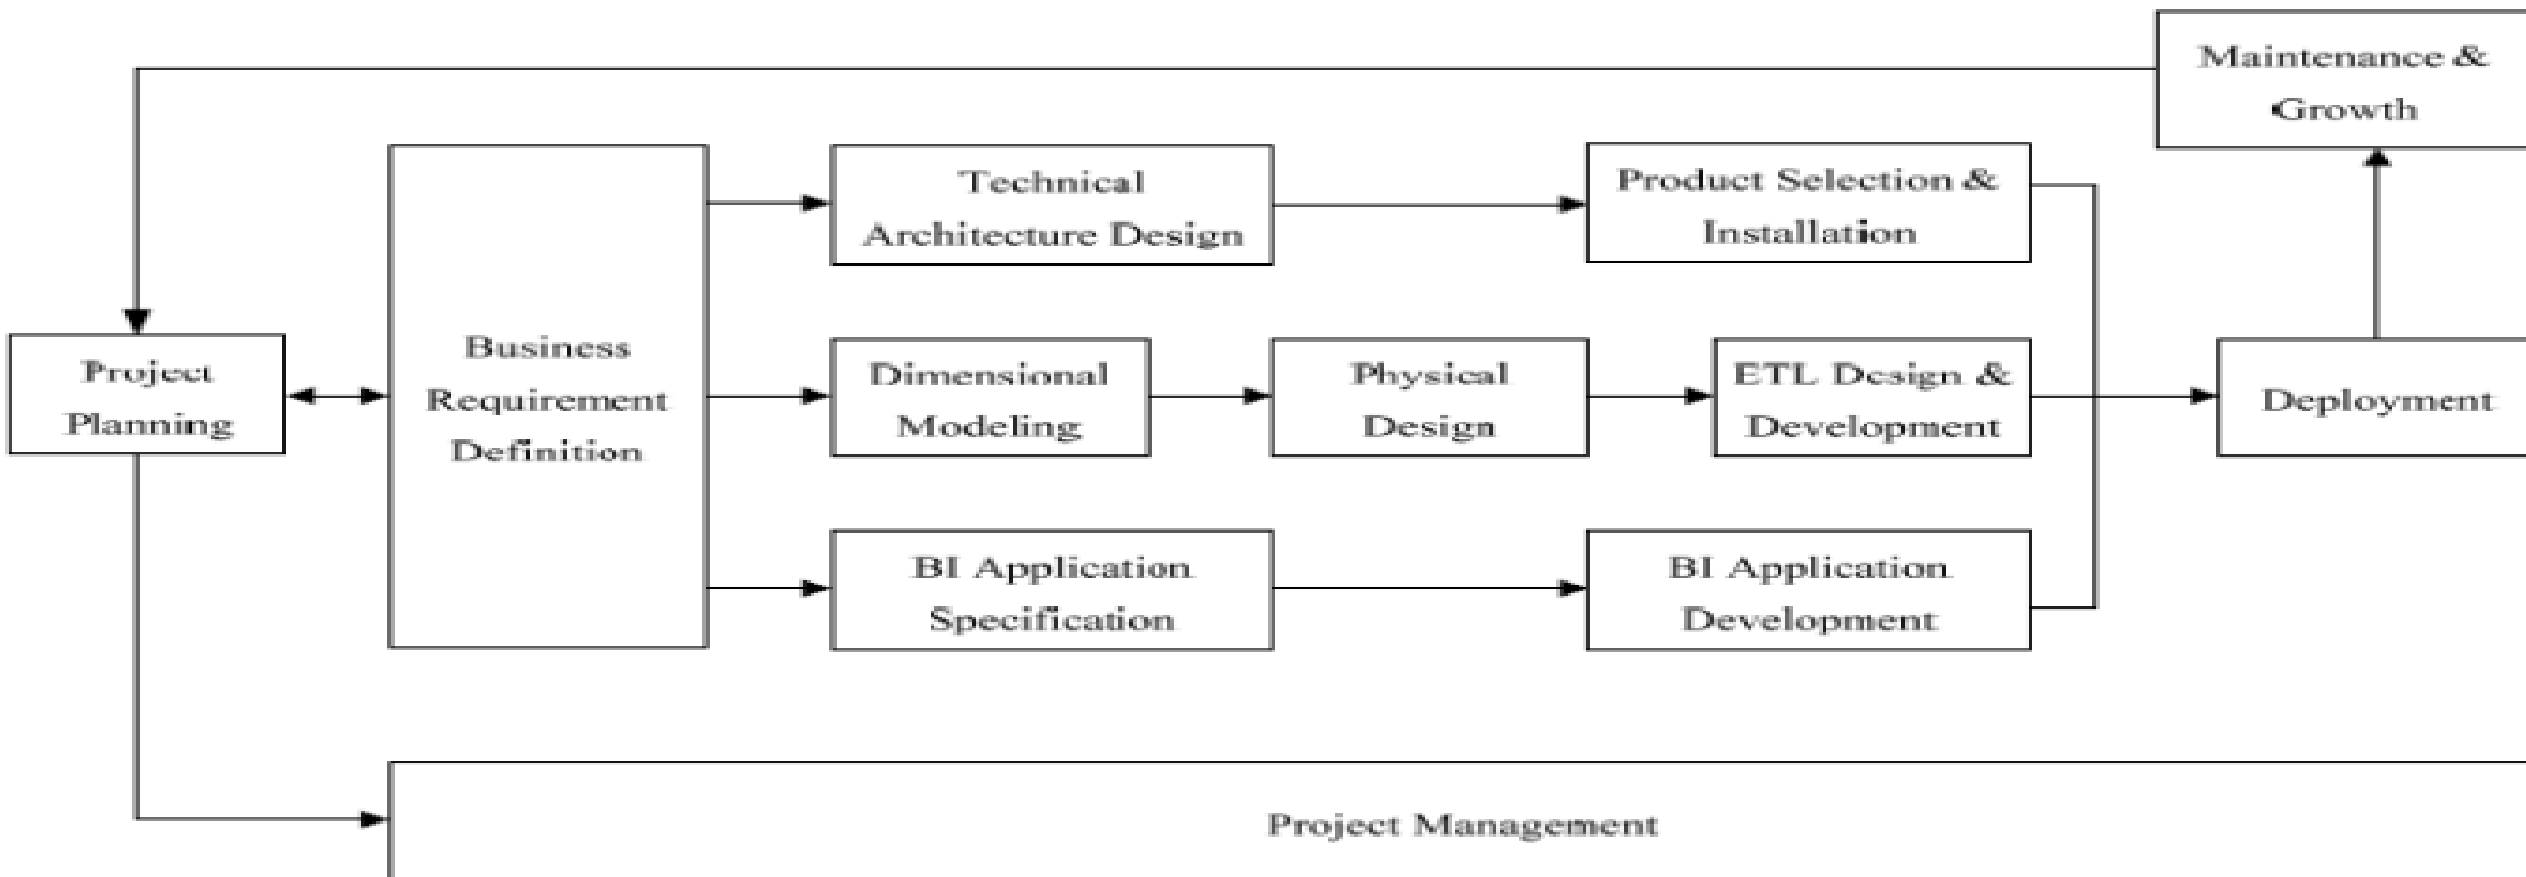 Maintenance &
Growth
Technical
Architecture Design
Product Selection &
Installation
Project
Planning
Business
Requirement
Definition
Dimensional
Modeling
Physical
Design
ETL Design &
Development
Deployment
BI Application
Specification
BI Application
Development
Project Management